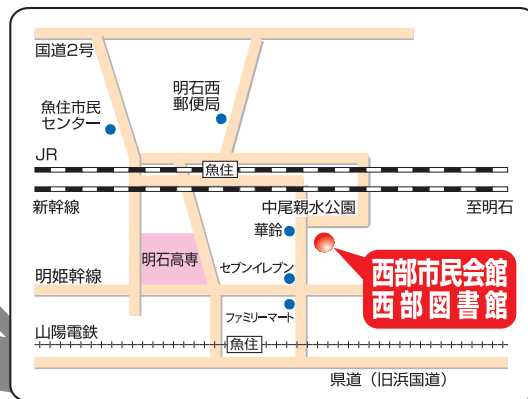 国道2号
明石西
郵便局
魚住市民
センター
JR
魚住
新幹線
中尾親水公園
至明石
華鈴
明石高専
セブンイレブン
西部市民会館
西部図書館
明姫幹線
ファミリーマート
山陽電鉄
魚住
県道（旧浜国道）